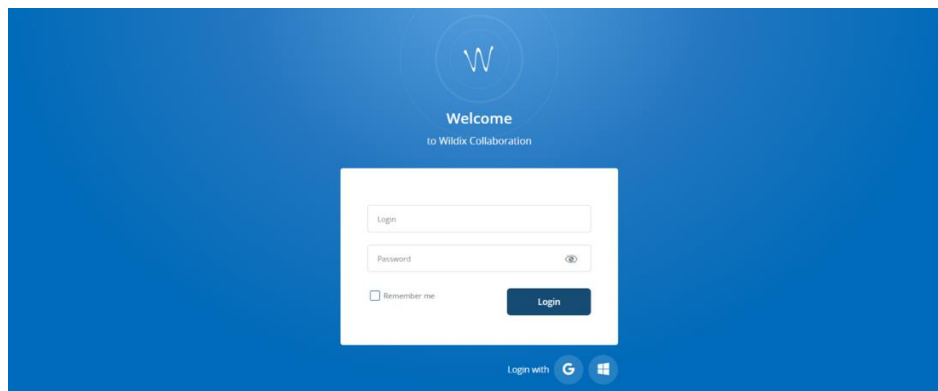 W
Welcome
to Wildix Collaboration
Login
Password
Remember me
Login
Login with G